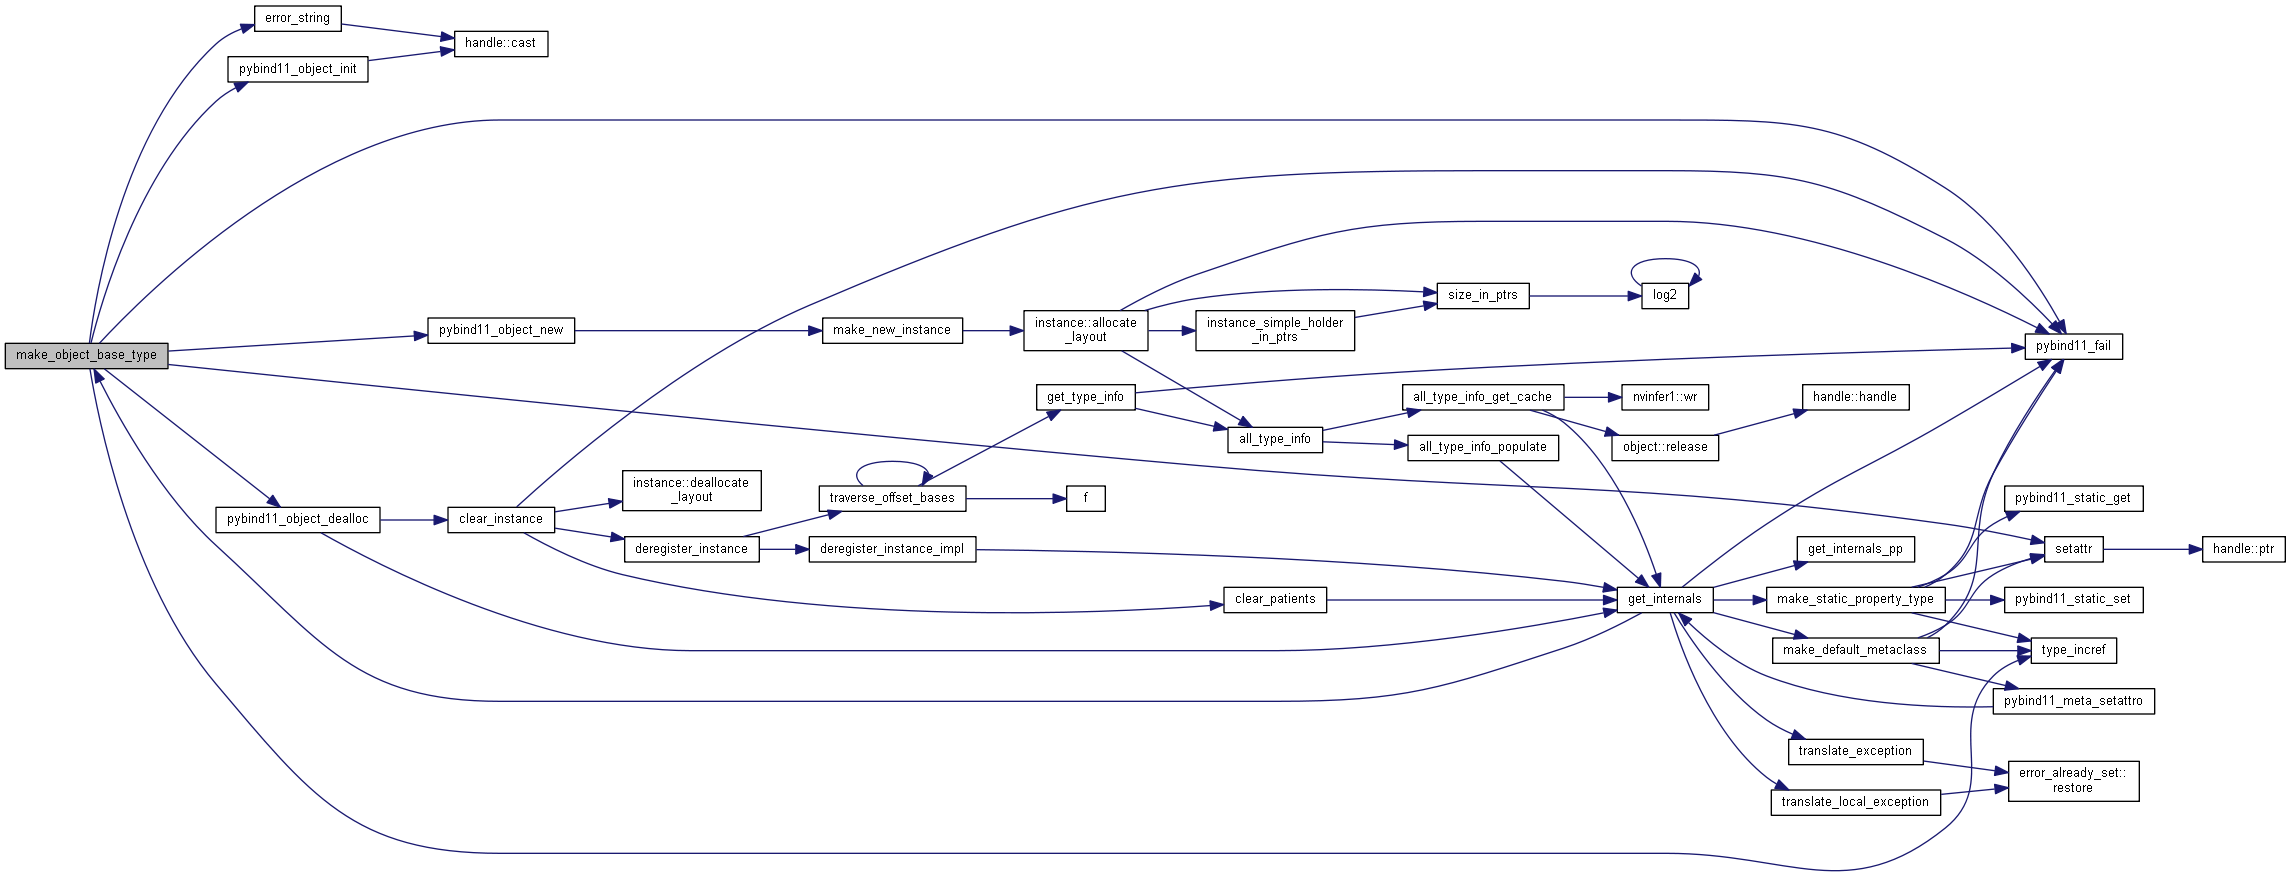 error_string
handle::cast
pybind11_object_init
size_in_ptrs
log2
instance::allocate
_layout
instance_simple_holder
_in_ptrs
pybind11_object_new
make_new_instance
pybind11_fail
make_object_base_type
get_type_info
all_type_info_get_cache
nvinfer1::wr
handle::handle
all_type_info
all_type_info_populate
object::release
instance::deallocate
_layout
traverse_offset_bases
f
pybind11_static_get
pybind11_object_dealloc
clear_instance
deregister_instance
deregister_instance_impl
get_internals_pp
setattr
handle::ptr
clear_patients
get_internals
make_static_property_type
pybind11_static_set
make_default_metaclass
type_incref
pybind11_meta_setattro
translate_exception
error_already_set::
restore
translate_local_exception